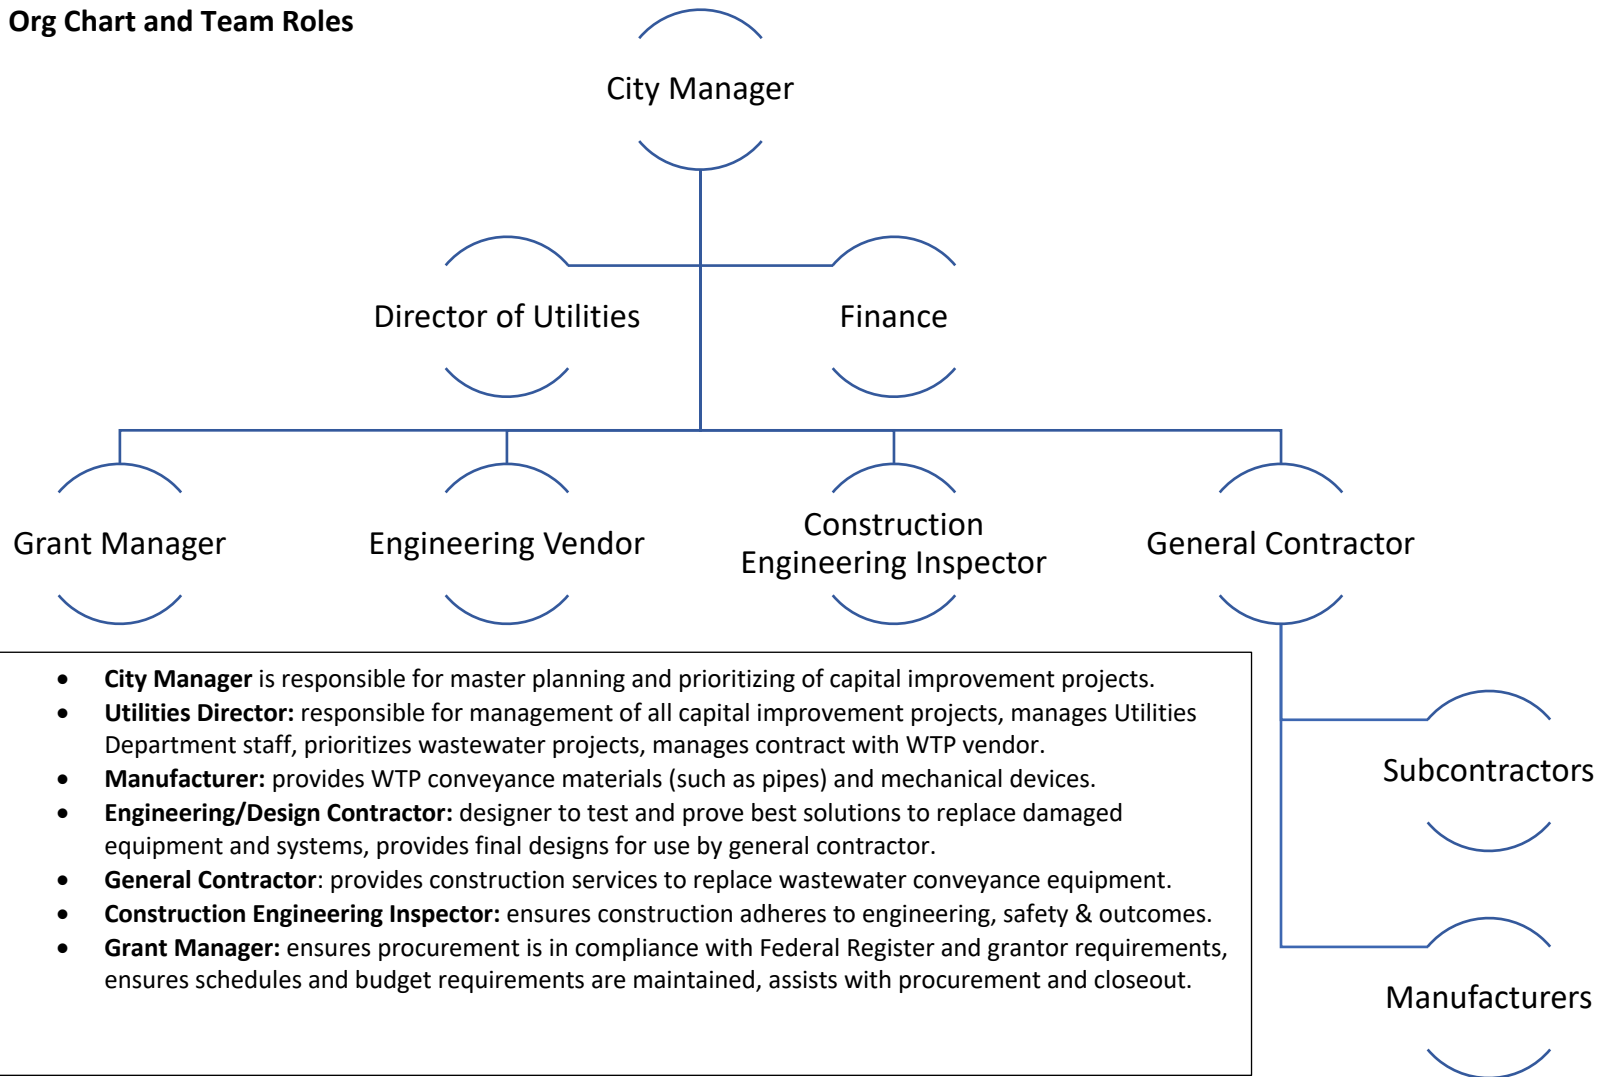 Org Chart and Team Roles
City Manager
Director of Utilities
Finance
Grant Manager
Engineering Vendor
Construction
Engineering Inspector
General Contractor
• City Manager is responsible for master planning and prioritizing of capital improvement projects.
• Utilities Director: responsible for management of all capital improvement projects, manages Utilities
Department staff, prioritizes wastewater projects, manages contract with WTP vendor.
• Manufacturer: provides WTP conveyance materials (such as pipes) and mechanical devices.
• Engineering/Design Contractor: designer to test and prove best solutions to replace damaged
equipment and systems, provides final designs for use by general contractor.
• General Contractor: provides construction services to replace wastewater conveyance equipment.
• Construction Engineering Inspector: ensures construction adheres to engineering, safety & outcomes.
• Grant Manager: ensures procurement is in compliance with Federal Register and grantor requirements,
ensures schedules and budget requirements are maintained, assists with procurement and closeout.
Subcontractors
Manufacturers